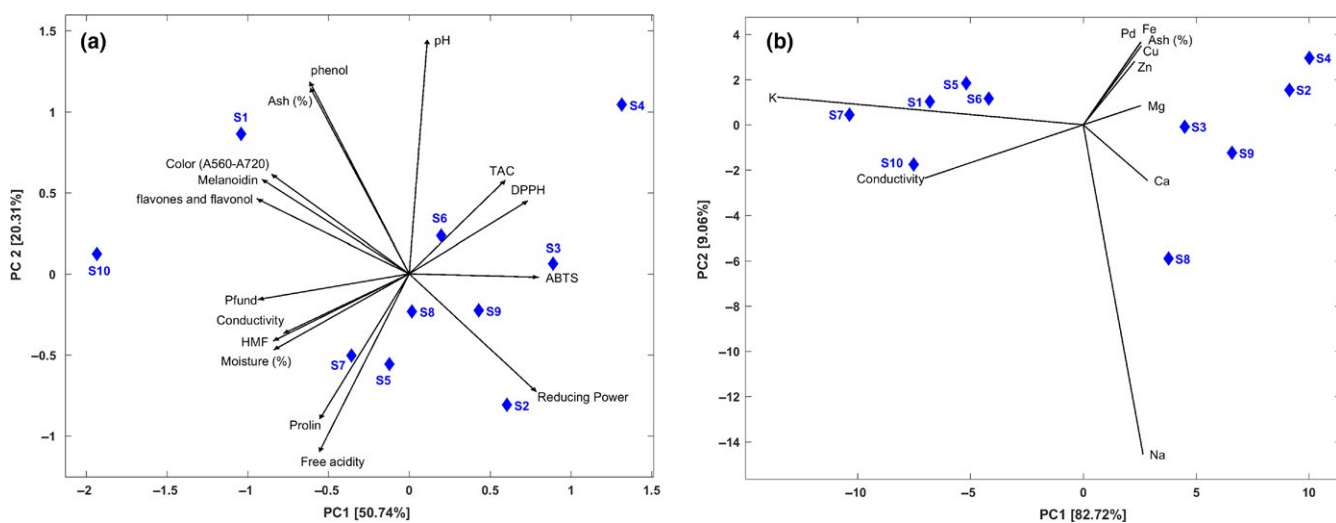 (a)
1.5
1
0.5
0
−0.5
−1
PC 2 [20.31%]
pH
phenol
Ash (%)
S1
S4
Color (A560-A720)
Melanoidin
flavones and flavonol
TAC
DPPH
S6
S3
S10
ABTS
Pfund
Conductivity
HMF
Moisture (%)
S8
S9
S7
S5
S2
Reducing Power
Prolin
Free acidity
−2
−1.5
−1
−0.5
0
0.5
1
1.5
PC1 [50.74%]
(b)
4
2
0
−2
−4
−6
−8
−10
−12
−14
PC2 [9.06%]
Fe
Pd
Ash (%)
Cu
Zn
S4
S5
S2
K
S1
S6
Mg
S7
S3
S9
S10
Conductivity
Ca
S8
Na
−10
−5
0
5
10
PC1 [82.72%]